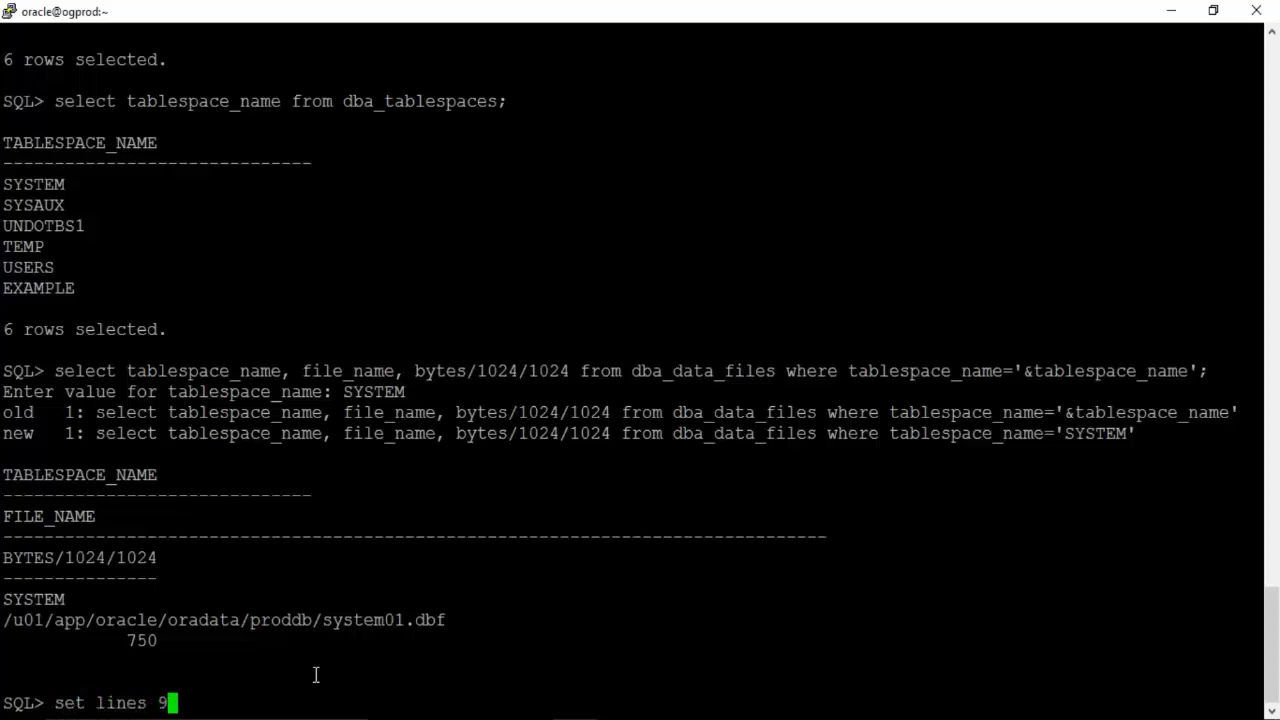 oracle@ogprod:~
6 rows selected.
SQL> select tablespace_name from dba_tablespaces;
TABLESPACE_NAME
------------------------------
SYSTEM
SYSAUX
UNDOTBS1
TEMP
USERS
EXAMPLE
6 rows selected.
SQL> select tablespace_name, file_name, bytes/1024/1024 from dba_data_files where tablespace_name='&tablespace_name';
Enter value for tablespace_name: SYSTEM
old   1: select tablespace_name, file_name, bytes/1024/1024 from dba_data_files where tablespace_name='&tablespace_name'
new   1: select tablespace_name, file_name, bytes/1024/1024 from dba_data_files where tablespace_name='SYSTEM'
TABLESPACE_NAME
------------------------------
FILE_NAME
--------------------------------------------------------------------------------
BYTES/1024/1024
---------------
SYSTEM
/u01/app/oracle/oradata/proddb/system01.dbf
            750
SQL> set lines 9